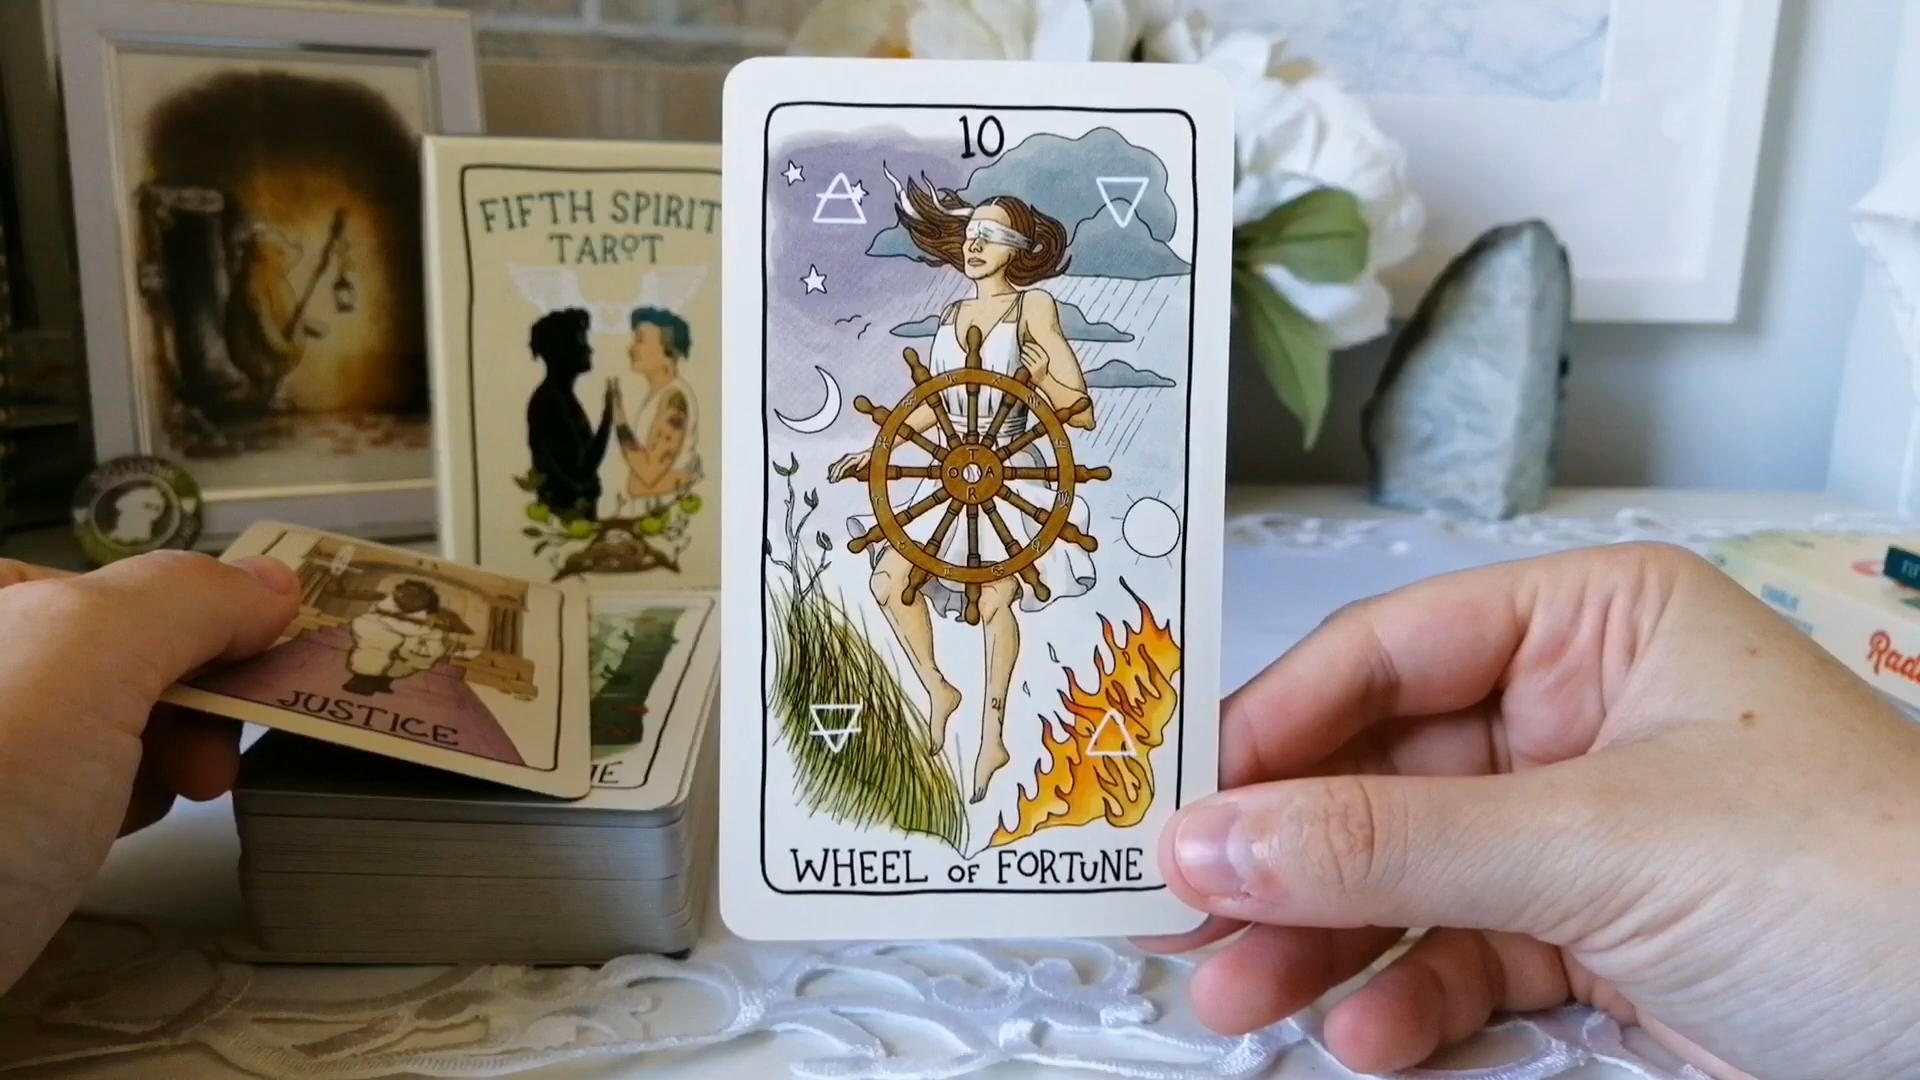 FIFTH SPIRIT
TAROT
10
T
O A
R
WHEEL OF FORTUNE
JUSTICE